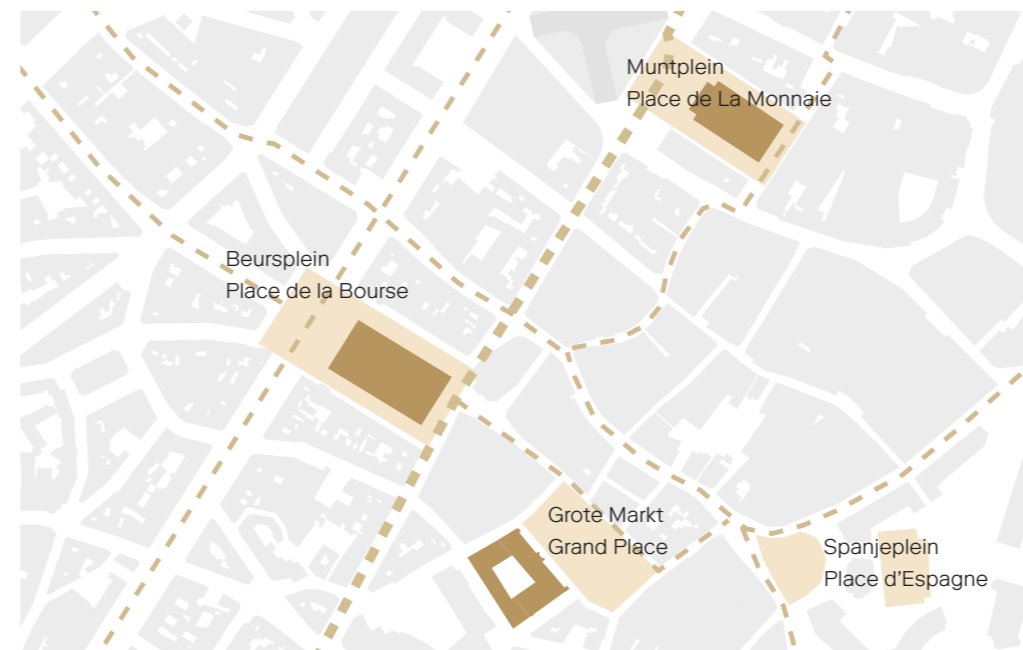 Muntplein
Place de La Monnaie
Beursplein
Place de la Bourse
Grote Markt
Grand Place
Spanjeplein
Place d'Espagne